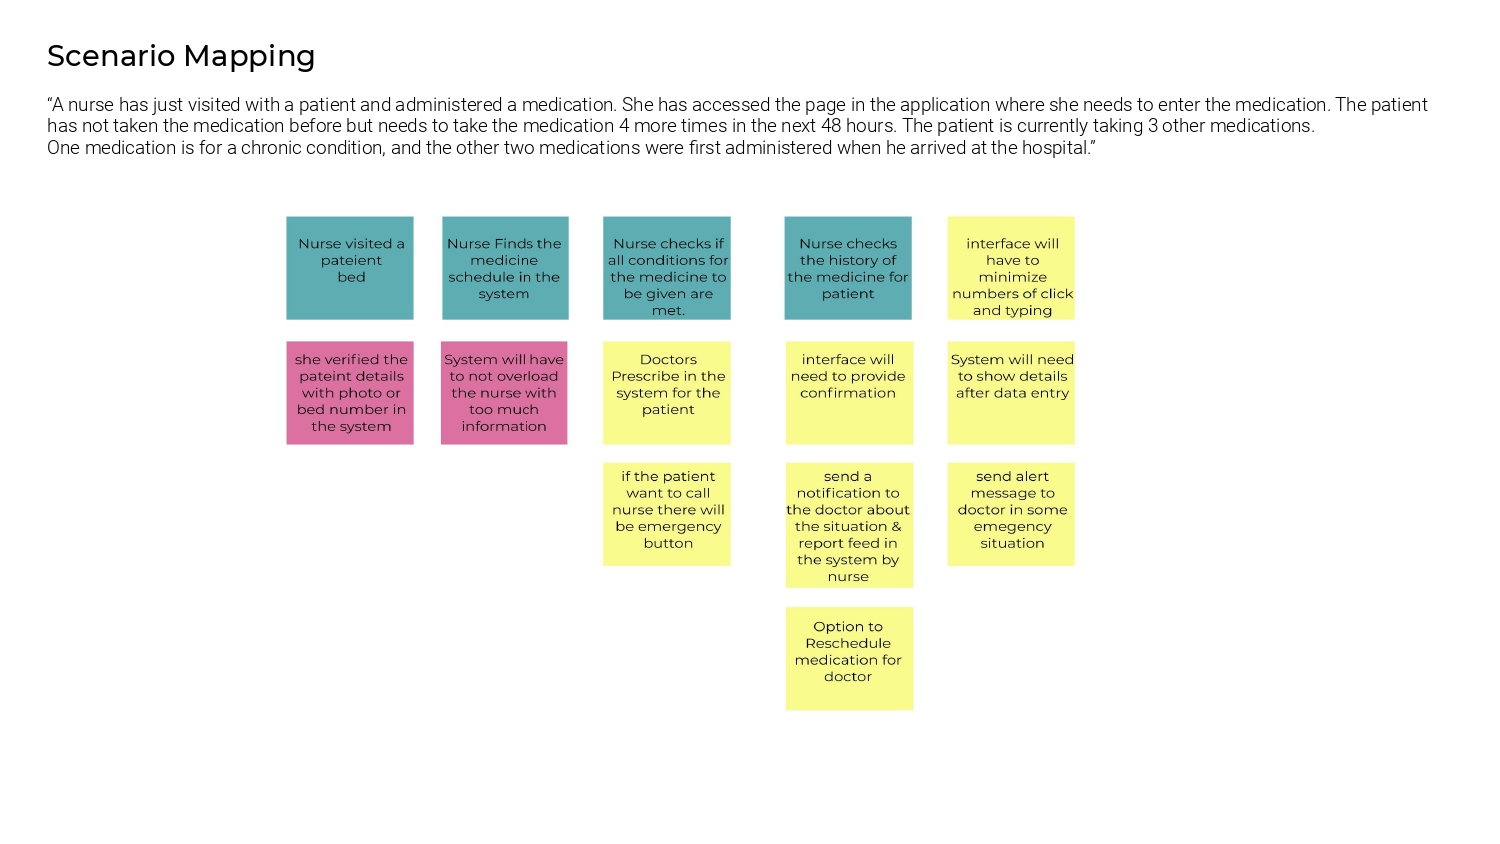 Scenario Mapping
“A nurse has just visited with a patient and administered a medication. She has accessed the page in the application where she needs to enter the medication. The patient
has not taken the medication before but needs to take the medication 4 more times in the next 48 hours. The patient is currently taking 3 other medications.
One medication is for a chronic condition, and the other two medications were first administered when he arrived at the hospital.”
Nurse visited a
pateient
bed
Nurse Finds the
medicine
schedule in the
system
Nurse checks if
all conditions for
the medicine to
be given are
met.
Nurse checks
the history of
the medicine for
patient
interface will
have to
minimize
numbers of click
and typing
she verified the
pateint details
with photo or
bed number in
the system
System will have
to not overload
the nurse with
too much
information
Doctors
Prescribe in the
system for the
patient
interface will
need to provide
confirmation
System will need
to show details
after data entry
if the patient
want to call
nurse there will
be emergency
button
send a
notification to
the doctor about
the situation &
report feed in
the system by
nurse
send alert
message to
doctor in some
emegency
situation
Option to
Reschedule
medication for
doctor